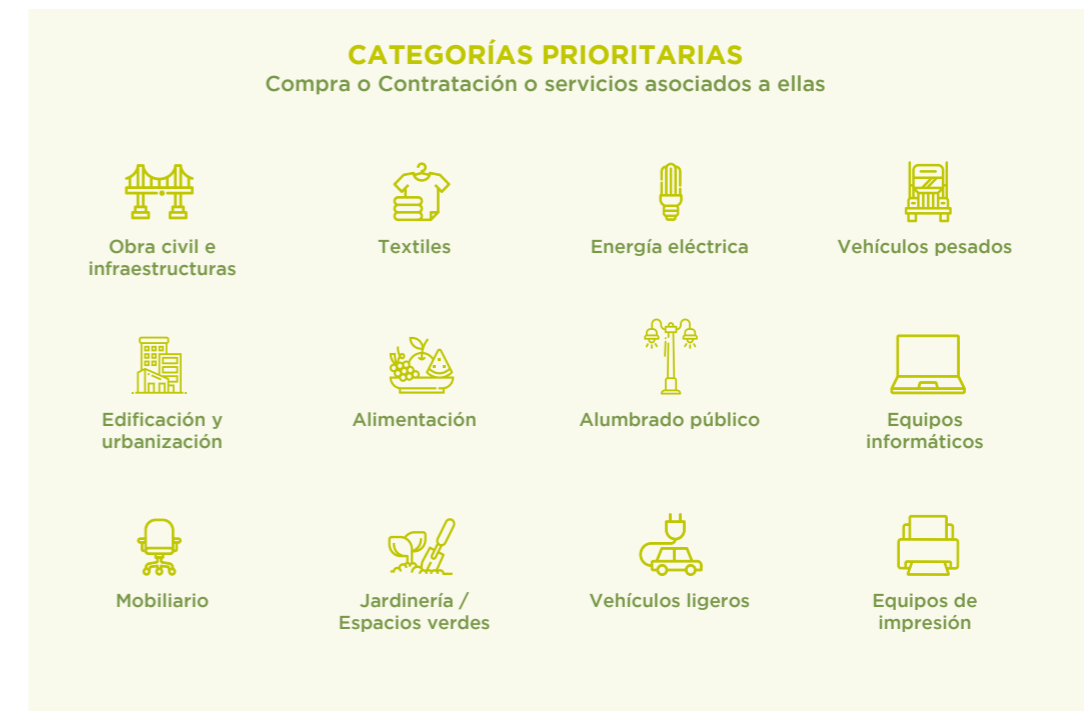 CATEGORÍAS PRIORITARIAS
Compra o Contratación o servicios asociados a ellas
Obra civil e
infraestructuras
Textiles
Energía eléctrica
Vehículos pesados
Edificación y
urbanización
Alimentación
Alumbrado público
Equipos
informáticos
Mobiliario
Jardinería /
Espacios verdes
Vehículos ligeros
Equipos de
impresión